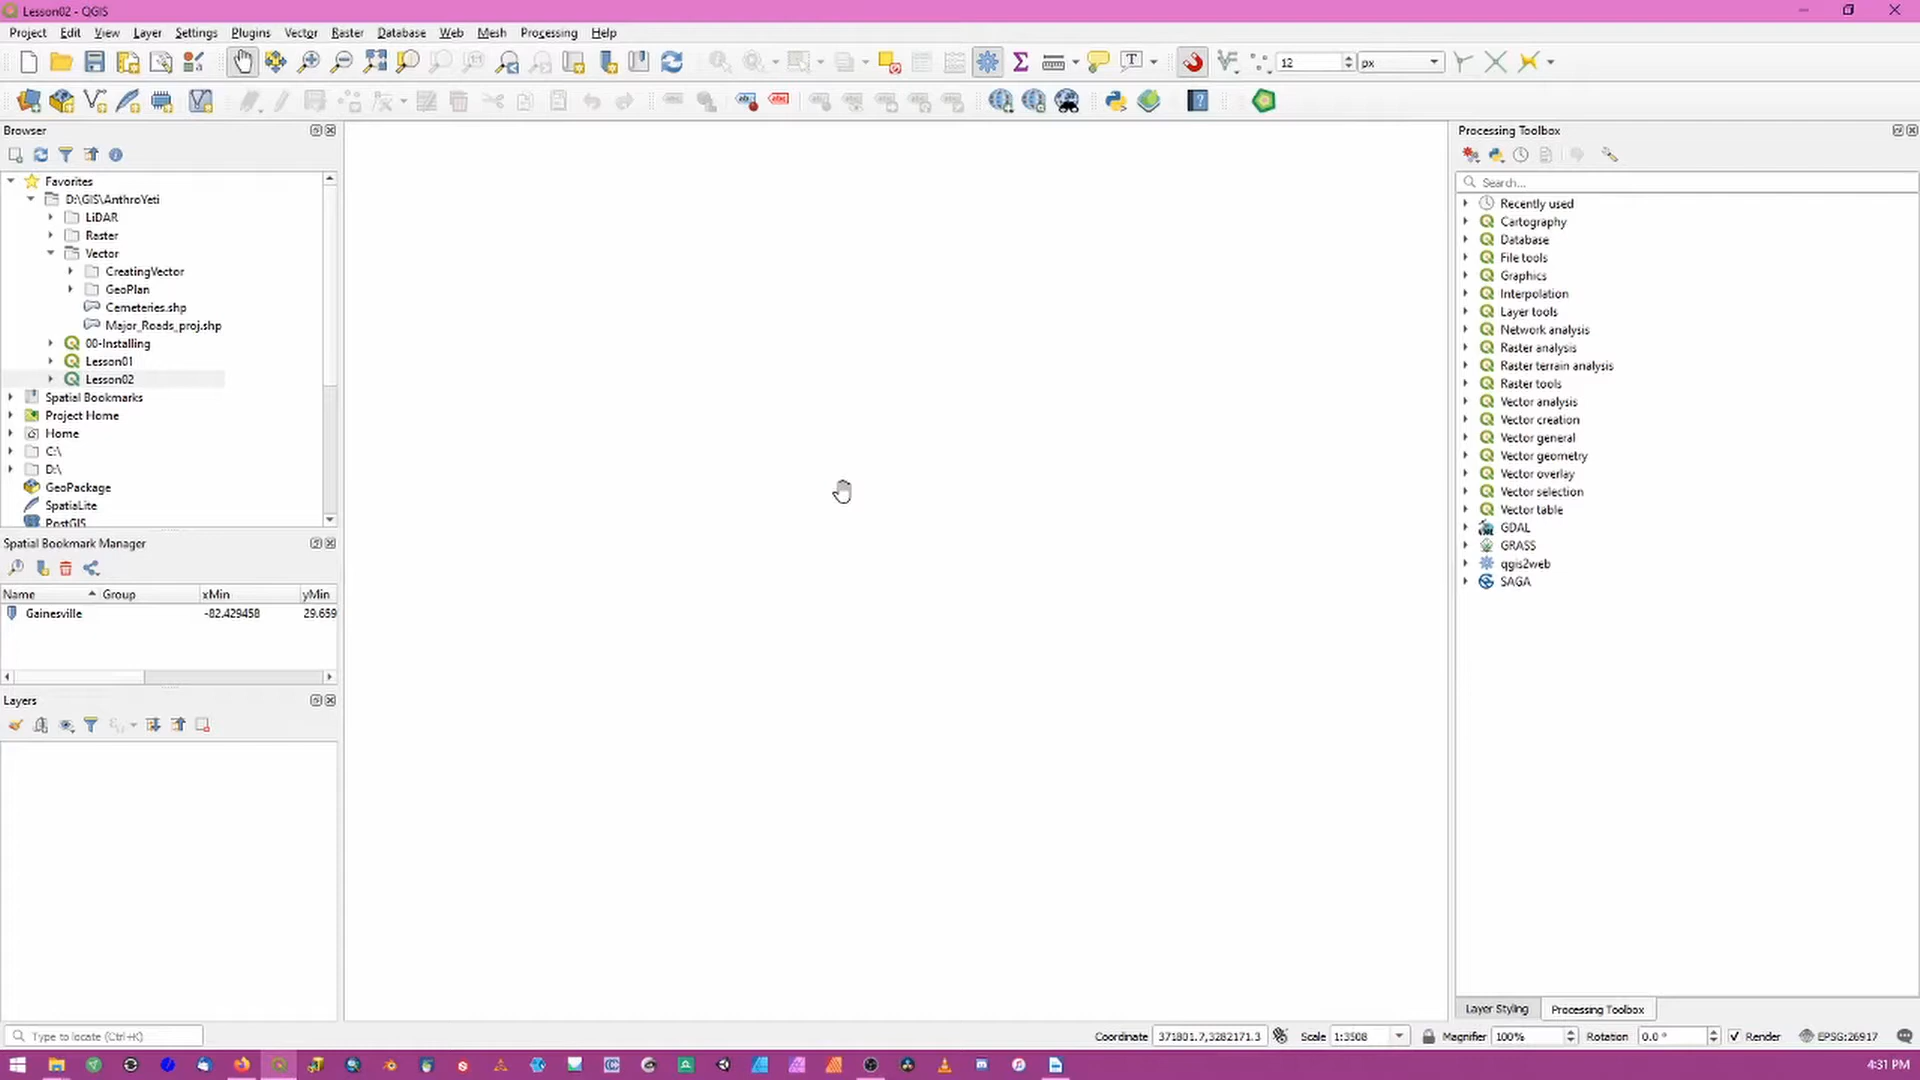 Lesson02 - QGIS
Project Edit View Layer Settings Plugins Vector Raster Database Web Mesh Processing Help
12 px
Browser
Favorites
D:\GIS\AnthroYeti
LiDAR
Raster
Vector
CreatingVector
GeoPlan
Cemeteries.shp
Major_Roads_proj.shp
00-Installing
Lesson01
Lesson02
Spatial Bookmarks
Project Home
Home
C:\
D:\
GeoPackage
SpatiaLite
PostGIS
Spatial Bookmark Manager
Name Group xMin yMin
Gainesville -82.429458 29.659
Layers
Processing Toolbox
Search...
Recently used
Cartography
Database
File tools
Graphics
Interpolation
Layer tools
Network analysis
Raster analysis
Raster terrain analysis
Raster tools
Vector analysis
Vector creation
Vector general
Vector geometry
Vector overlay
Vector selection
Vector table
GDAL
GRASS
qgis2web
SAGA
Layer Styling Processing Toolbox
Type to locate (Ctrl+K) Coordinate 371801.7,3282171.3 Scale 1:3508 Magnifier 100% Rotation 0.0 ° Render EPSG:26917
4:31 PM